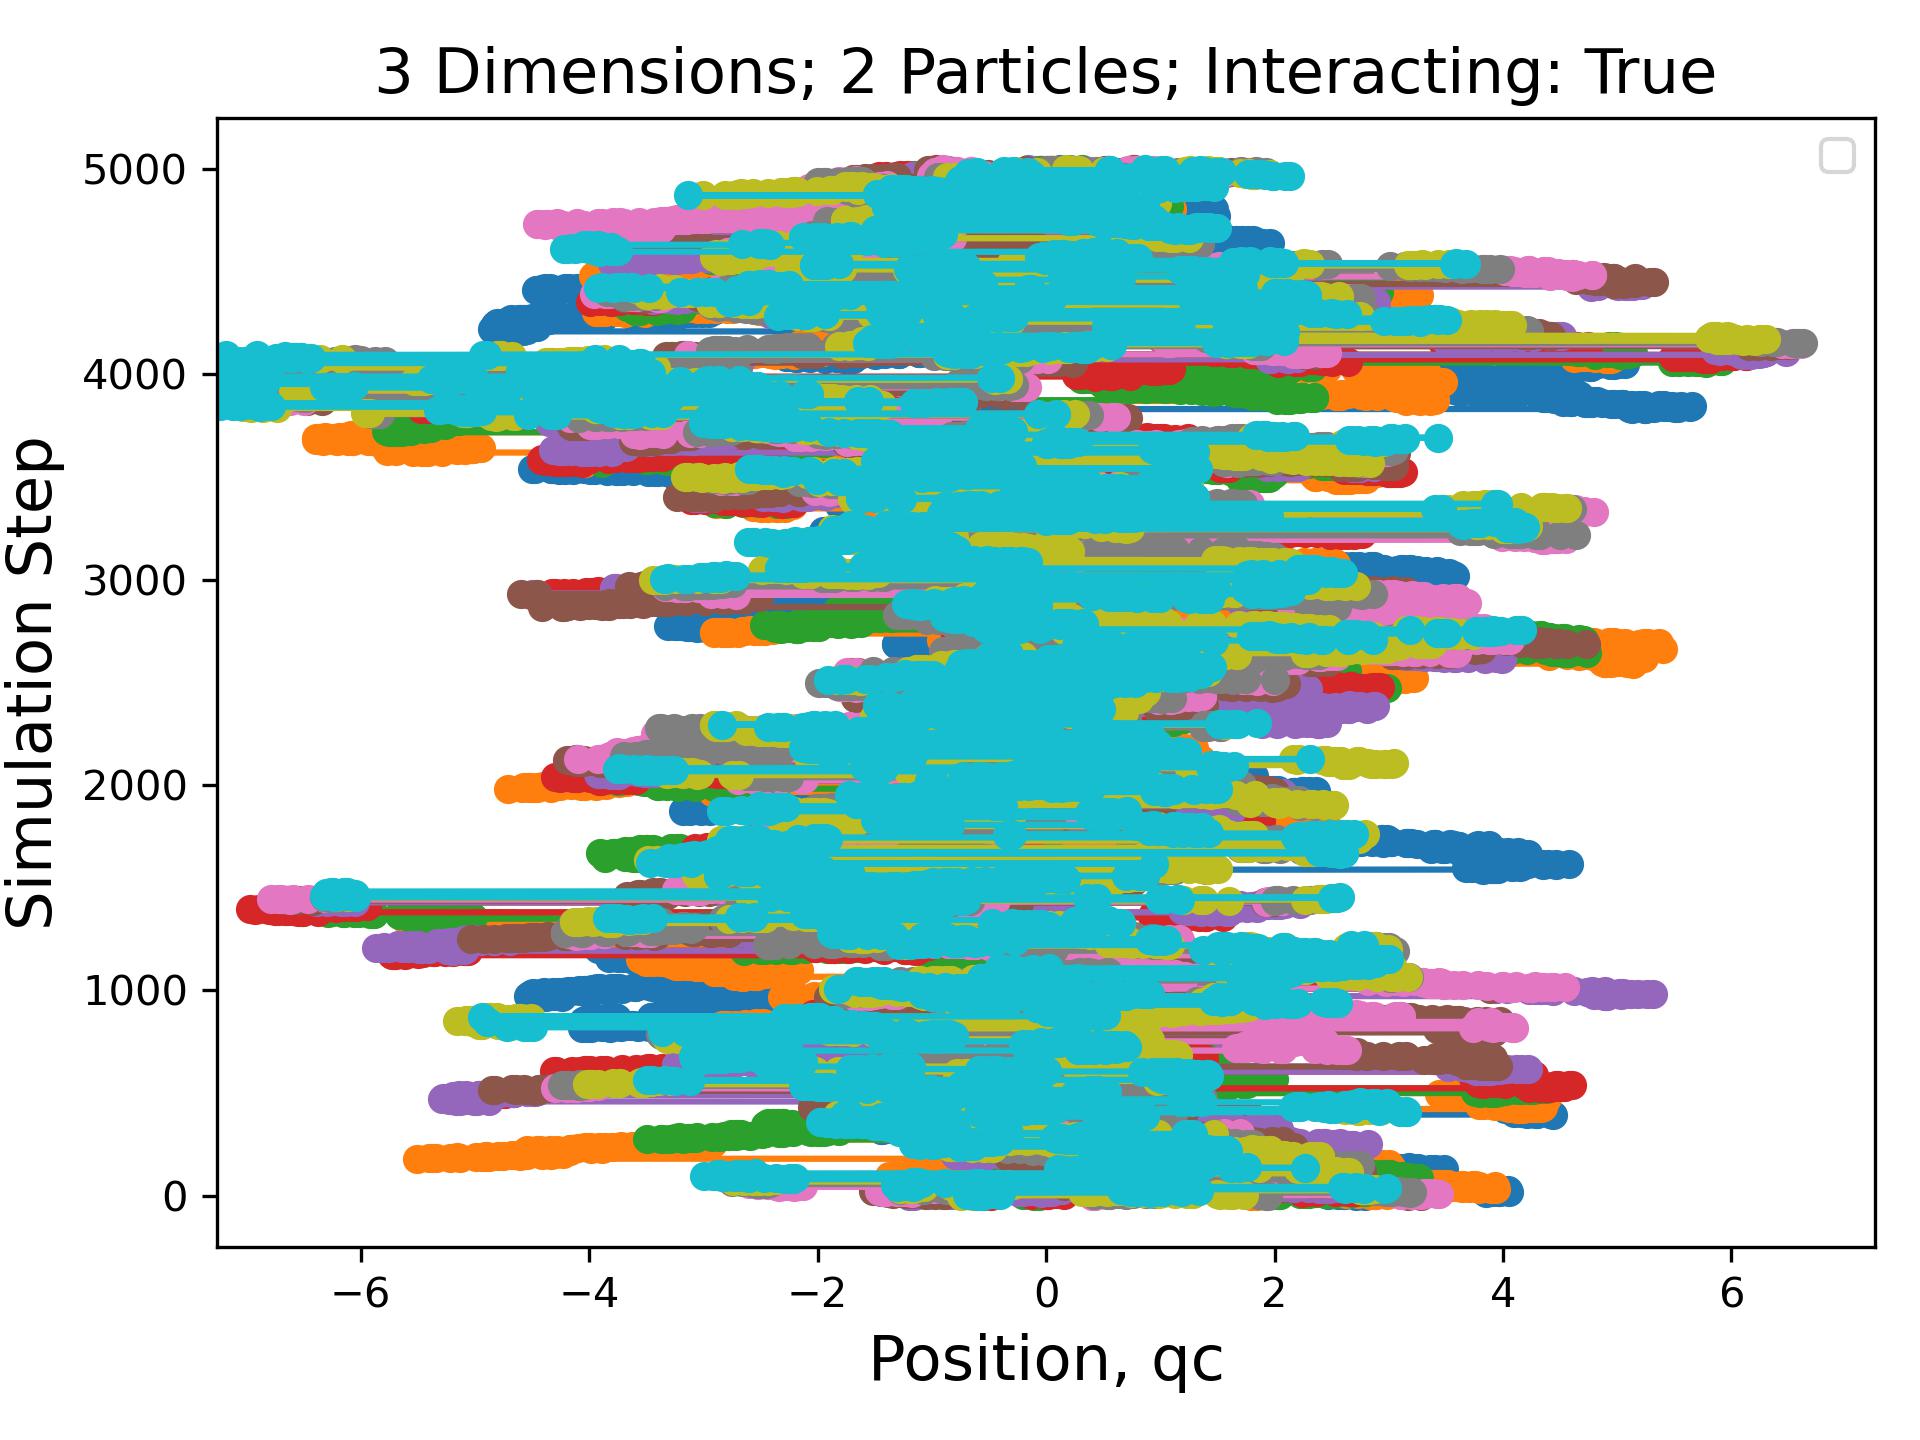 3 Dimensions; 2 Particles; Interacting: True
Simulation Step
5000
4000
3000
2000
1000
0
−6 −4 −2 0 2 4 6
Position, qc